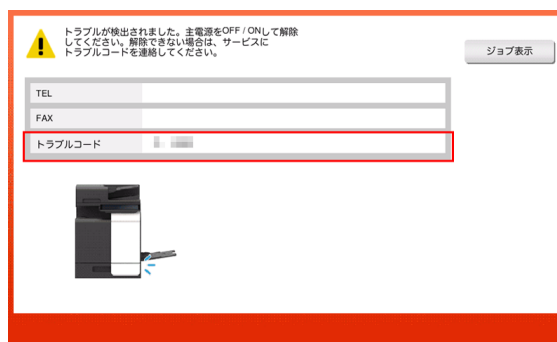 トラブルが検出されました。主電源をOFF / ONして解除
してください。解除できない場合は、サービスに
トラブルコードを連絡してください。
ジョブ表示
TEL
FAX
トラブルコード